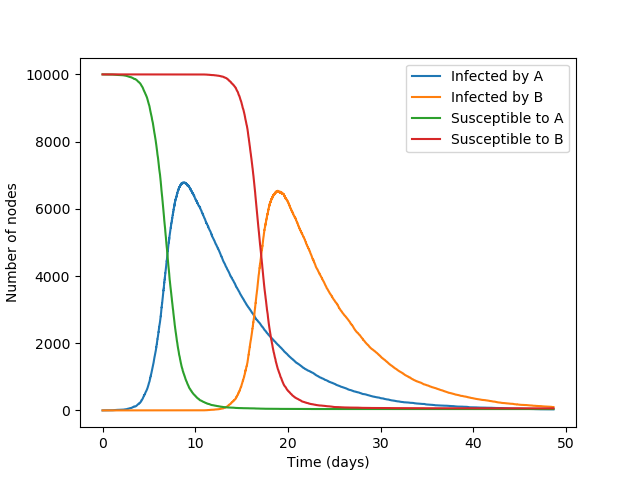 Infected by A
Infected by B
Susceptible to A
Susceptible to B
10000
8000
6000
4000
2000
0
Number of nodes
0 10 20 30 40 50
Time (days)